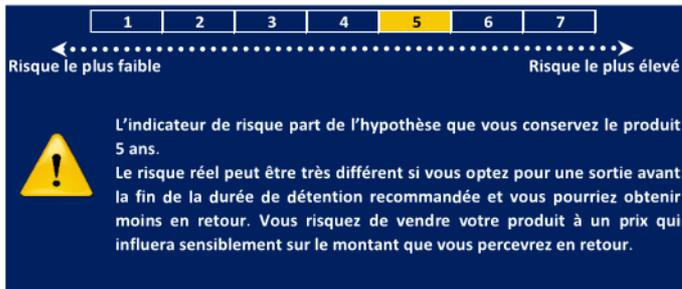 1 2 3 4 5 6 7
Risque le plus faible Risque le plus élevé
L'indicateur de risque part de l'hypothèse que vous conservez le produit
5 ans.
Le risque réel peut être très différent si vous optez pour une sortie avant
la fin de la durée de détention recommandée et vous pourriez obtenir
moins en retour. Vous risquez de vendre votre produit à un prix qui
influera sensiblement sur le montant que vous percevrez en retour.